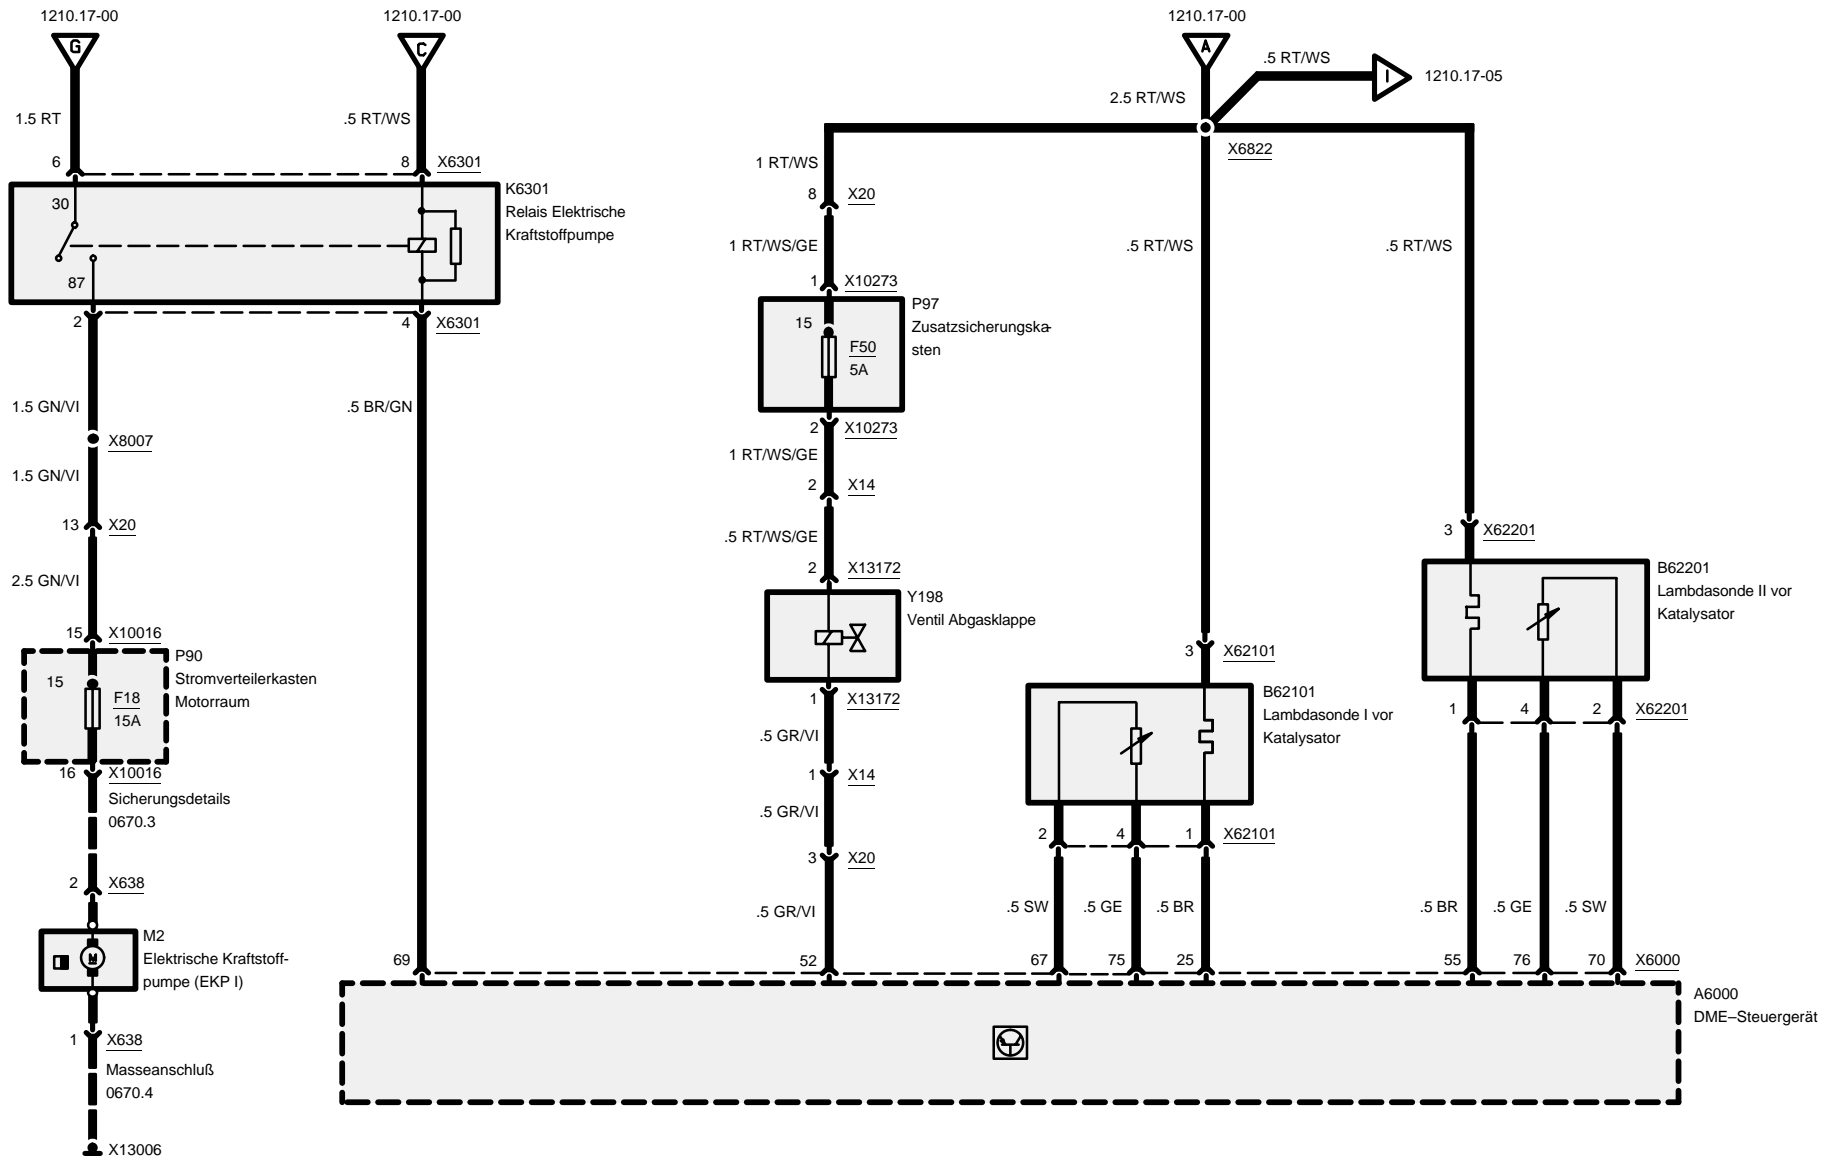 1210.17-00
1210.17-00
1210.17-00
G
C
A
.5 RT/WS
I
1210.17-05
2.5 RT/WS
1.5 RT
.5 RT/WS
X6822
6
8
X6301
K6301
Relais Elektrische
Kraftstoffpumpe
30
87
2
4
X6301
1.5 GN/VI
.5 BR/GN
X8007
1.5 GN/VI
13
X20
2.5 GN/VI
15
X10016
P90
Stromverteilerkasten
Motorraum
15
F18
15A
16
X10016
Sicherungsdetails
0670.3
2
X638
M2
Elektrische Kraftstoff-
pumpe (EKP I)
M
1
X638
Masseanschluß
0670.4
X13006
1 RT/WS
8
X20
1 RT/WS/GE
1
X10273
P97
Zusatzsicherungska-
sten
15
F50
5A
2
X10273
1 RT/WS/GE
2
X14
.5 RT/WS/GE
2
X13172
Y198
Ventil Abgasklappe
1
X13172
.5 GR/VI
1
X14
.5 GR/VI
3
X20
.5 GR/VI
.5 RT/WS
3
X62101
B62101
Lambdasonde I vor
Katalysator
2
4
1
X62101
.5 SW
.5 GE
.5 BR
.5 RT/WS
3
X62201
B62201
Lambdasonde II vor
Katalysator
1
4
2
X62201
.5 BR
.5 GE
.5 SW
69
52
67
75
25
55
76
70
X6000
A6000
DME–Steuergerät